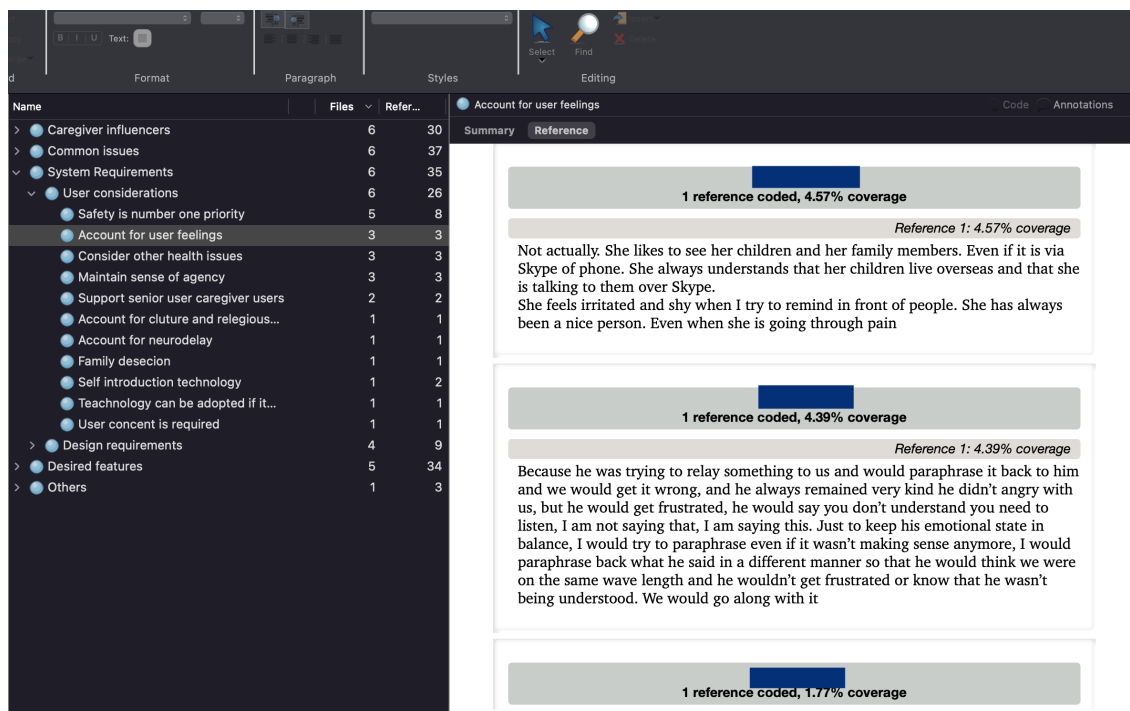 B I U Text:
Select
Find
d
Format
Paragraph
Styles
Editing
Name Files Refer...
Caregiver influencers 6 30
Common issues 6 37
System Requirements 6 35
User considerations 6 26
Safety is number one priority 5 8
Account for user feelings 3 3
Consider other health issues 3 3
Maintain sense of agency 3 3
Support senior user caregiver users 2 2
Account for cluture and relegious... 1 1
Account for neurodelay 1 1
Family desecion 1 1
Self introduction technology 1 2
Teachnology can be adopted if it... 1 1
User concent is required 1 1
Design requirements 4 9
Desired features 5 34
Others 1 3
Account for user feelings
Code Annotations
Summary Reference
1 reference coded, 4.57% coverage
Reference 1: 4.57% coverage
Not actually. She likes to see her children and her family members. Even if it is via
Skype of phone. She always understands that her children live overseas and that she
is talking to them over Skype.
She feels irritated and shy when I try to remind in front of people. She has always
been a nice person. Even when she is going through pain
1 reference coded, 4.39% coverage
Reference 1: 4.39% coverage
Because he was trying to relay something to us and would paraphrase it back to him
and we would get it wrong, and he always remained very kind he didn’t angry with
us, but he would get frustrated, he would say you don’t understand you need to
listen, I am not saying that, I am saying this. Just to keep his emotional state in
balance, I would try to paraphrase even if it wasn’t making sense anymore, I would
paraphrase back what he said in a different manner so that he would think we were
on the same wave length and he wouldn’t get frustrated or know that he wasn’t
being understood. We would go along with it
1 reference coded, 1.77% coverage